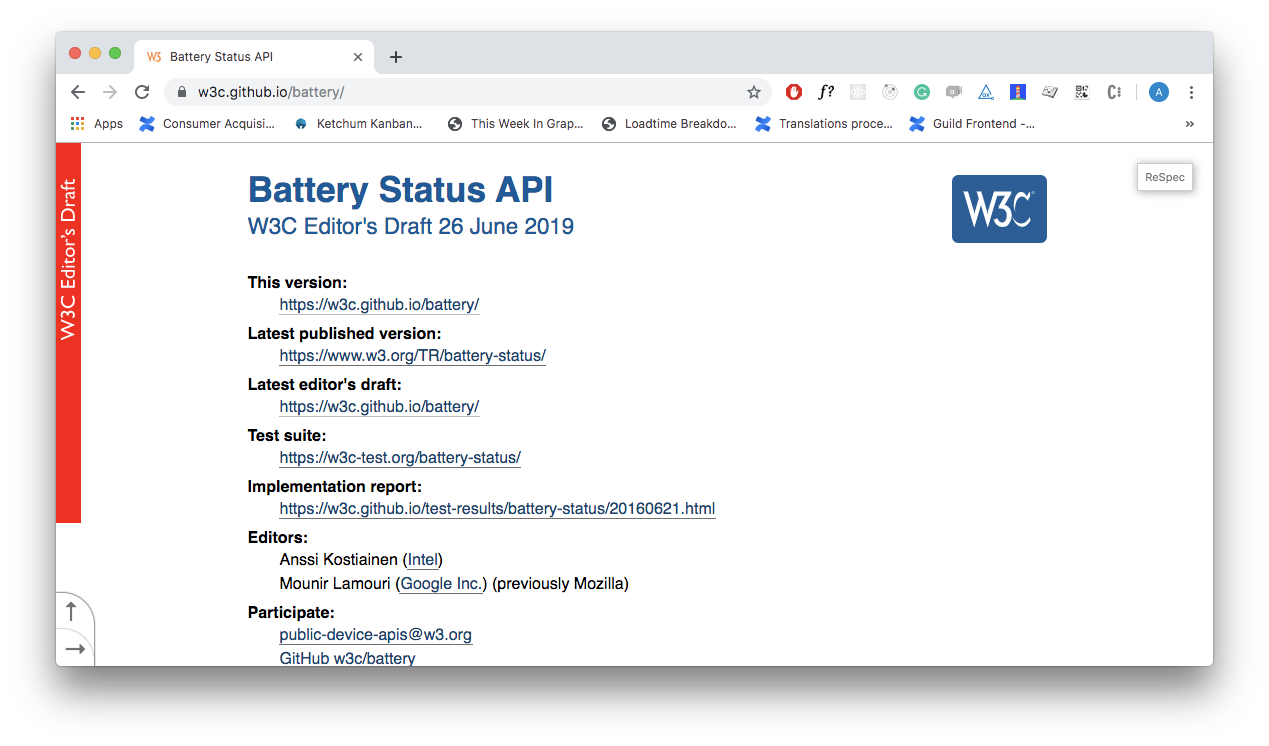 Battery Status API
w3c.github.io/battery/
f?
A
Apps
Consumer Acquisi...
Ketchum Kanban...
This Week In Grap...
Loadtime Breakdo...
Translations proce...
Guild Frontend -...
»
W3C Editor's Draft
Battery Status API
W3C
ReSpec
W3C Editor's Draft 26 June 2019
This version:
https://w3c.github.io/battery/
Latest published version:
https://www.w3.org/TR/battery-status/
Latest editor's draft:
https://w3c.github.io/battery/
Test suite:
https://w3c-test.org/battery-status/
Implementation report:
https://w3c.github.io/test-results/battery-status/20160621.html
Editors:
Anssi Kostiainen (Intel)
Mounir Lamouri (Google Inc.) (previously Mozilla)
Participate:
public-device-apis@w3.org
GitHub w3c/battery